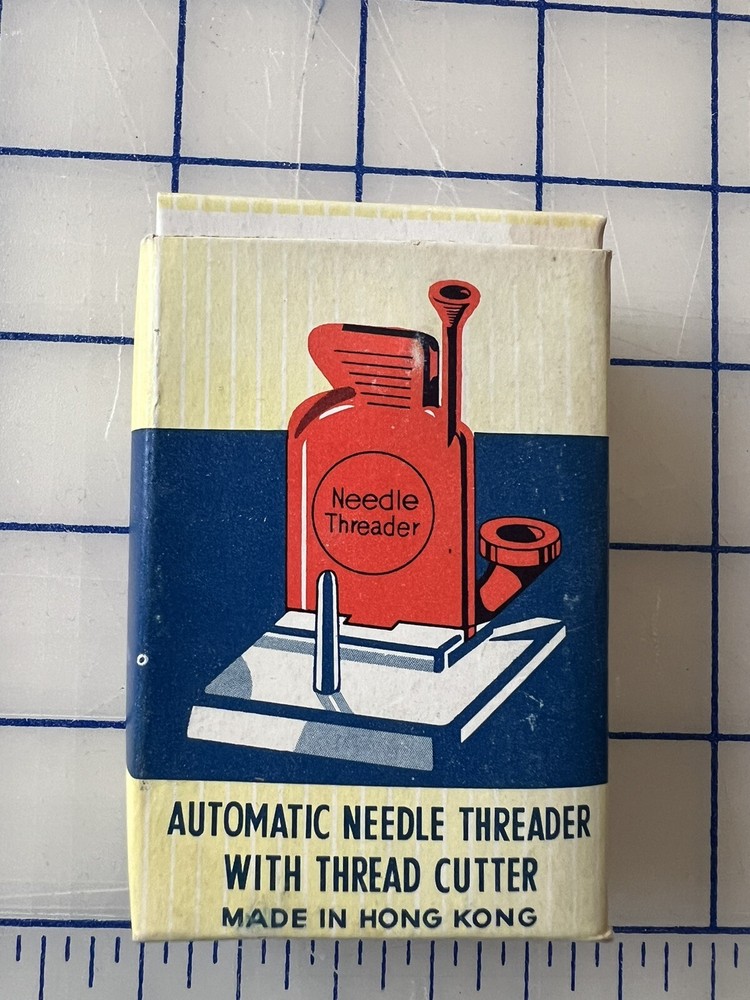 Needle
Threader
AUTOMATIC NEEDLE THREADER
WITH THREAD CUTTER
MADE IN HONG KONG